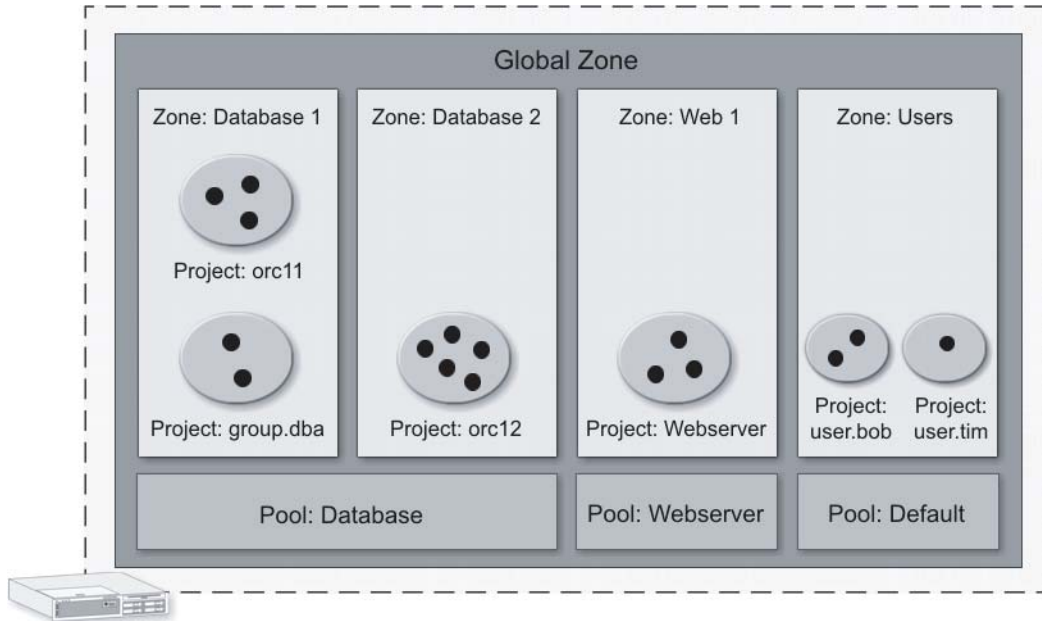 Global Zone
Zone: Database 1
Project: orc11
Project: group.dba
Zone: Database 2
Project: orc12
Zone: Web 1
Project: Webserver
Zone: Users
Project:
user.bob
Project:
user.tim
Pool: Database
Pool: Webserver
Pool: Default